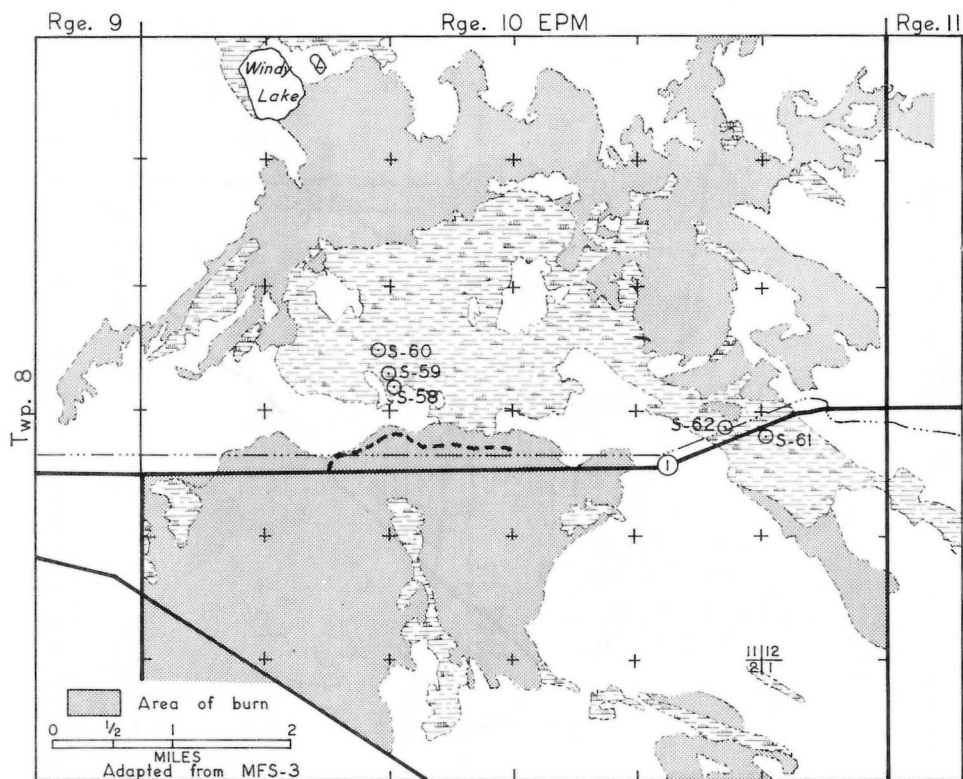 Rge. 9
Rge. 10 EPM
Rge. 11
Windy
Lake
Twp. 8
S-60
S-59
S-58
S-62
S-61
1
11 12
2 1
Area of burn
0 1/2 1 2
MILES
Adapted from MFS-3